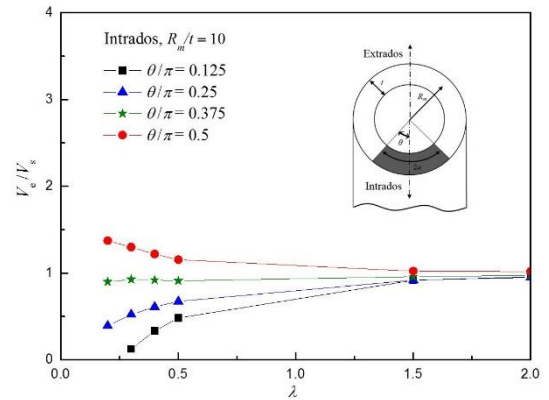 4
3
2
1
0
V_e/V_s
Intrados, R_m/t = 10
θ/π = 0.125
θ/π = 0.25
θ/π = 0.375
θ/π = 0.5
Extrados
t
R_m
θ
Intrados
0.0 0.5 1.0 1.5 2.0
λ